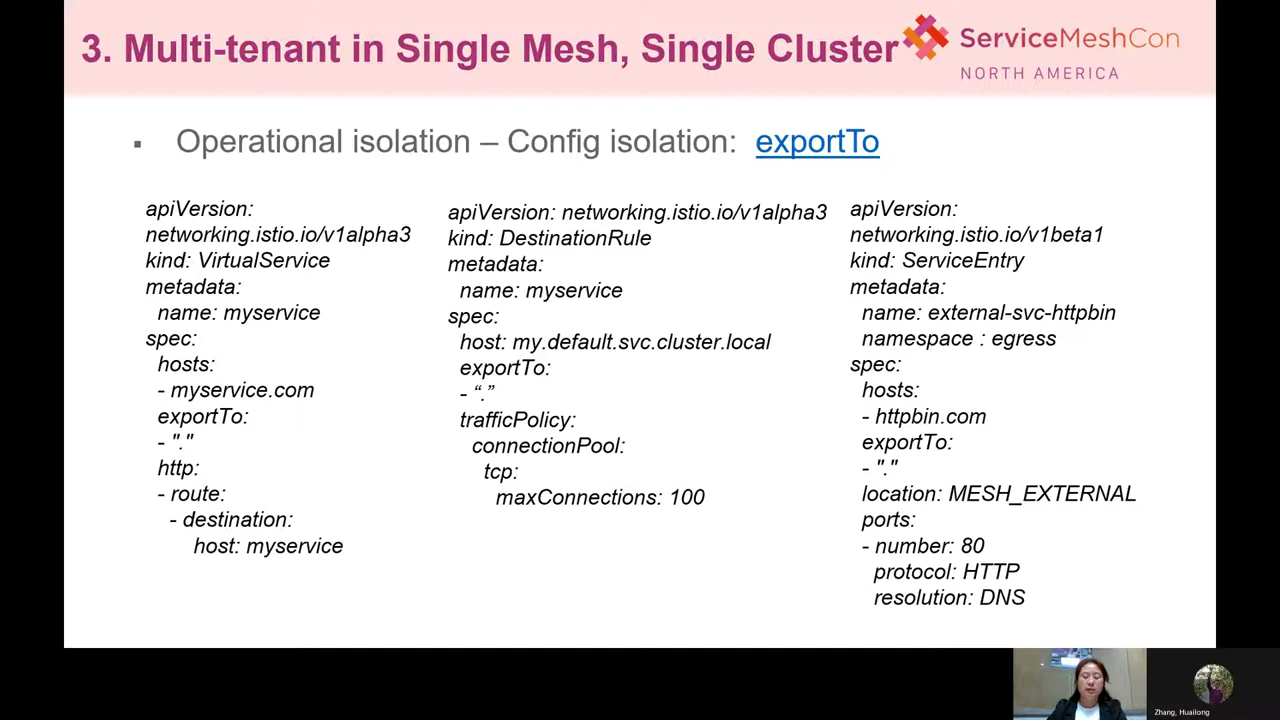 3. Multi-tenant in Single Mesh, Single Cluster
ServiceMeshCon
NORTH AMERICA
▪ Operational isolation – Config isolation: exportTo
apiVersion:
networking.istio.io/v1alpha3
kind: VirtualService
metadata:
name: myservice
spec:
hosts:
- myservice.com
exportTo:
- "."
http:
- route:
- destination:
host: myservice
apiVersion: networking.istio.io/v1alpha3
kind: DestinationRule
metadata:
name: myservice
spec:
host: my.default.svc.cluster.local
exportTo:
- “.”
trafficPolicy:
connectionPool:
tcp:
maxConnections: 100
apiVersion:
networking.istio.io/v1beta1
kind: ServiceEntry
metadata:
name: external-svc-httpbin
namespace : egress
spec:
hosts:
- httpbin.com
exportTo:
- "."
location: MESH_EXTERNAL
ports:
- number: 80
protocol: HTTP
resolution: DNS
Zhang, Huailong